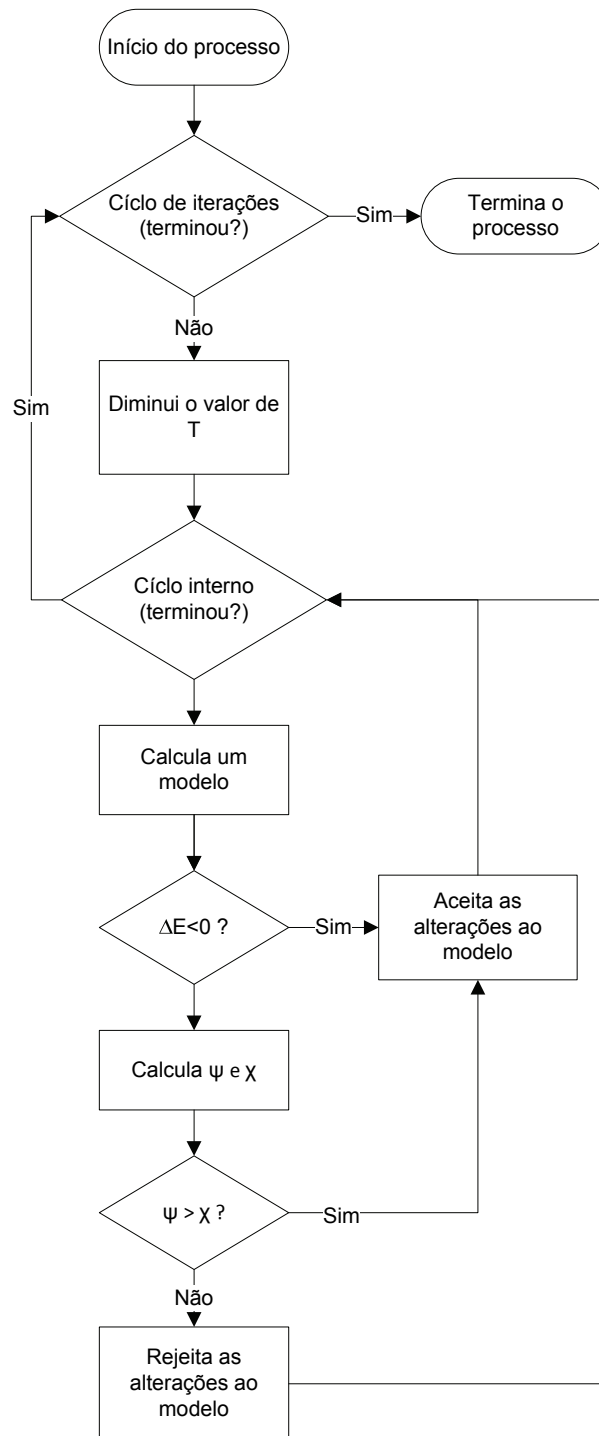 Início do processo
Cíclo de iterações
(terminou?)
Sim
Termina o
processo
Não
Diminui o valor de
T
Sim
Cíclo interno
(terminou?)
Calcula um
modelo
ΔE<0 ?
Sim
Aceita as
alterações ao
modelo
Calcula ψ e χ
ψ > χ ?
Sim
Não
Rejeita as
alterações ao
modelo